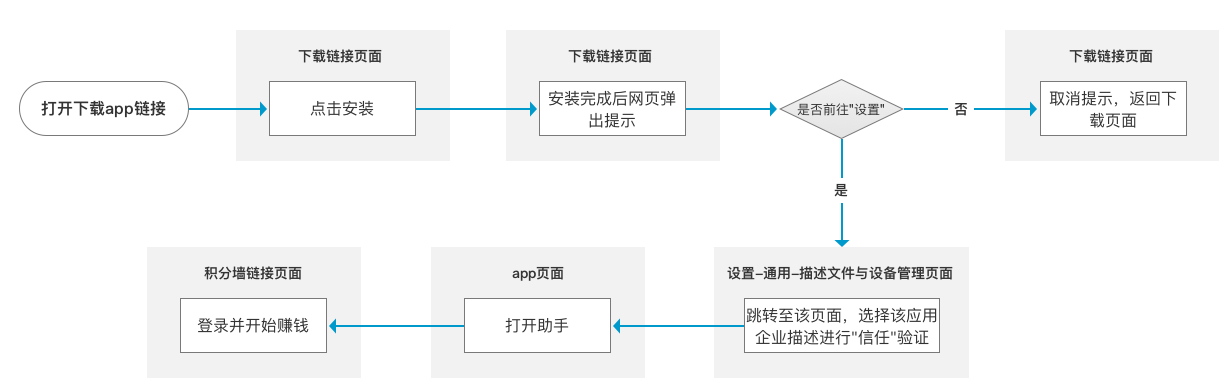 打开下载app链接
下载链接页面
点击安装
下载链接页面
安装完成后网页弹
出提示
是否前往"设置"
否
下载链接页面
取消提示，返回下
载页面
是
设置-通用-描述文件与设备管理页面
跳转至该页面，选择该应用
企业描述进行"信任"验证
app页面
打开助手
积分墙链接页面
登录并开始赚钱